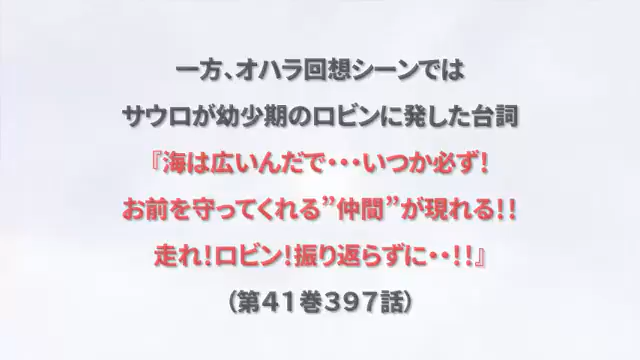 一方、オハラ回想シーンでは
サウロが幼少期のロビンに発した台詞
『海は広いんだで・・・いつか必ず！
お前を守ってくれる”仲間”が現れる！！
走れ！ロビン！振り返らずに・・！！』
（第４１巻３９７話）